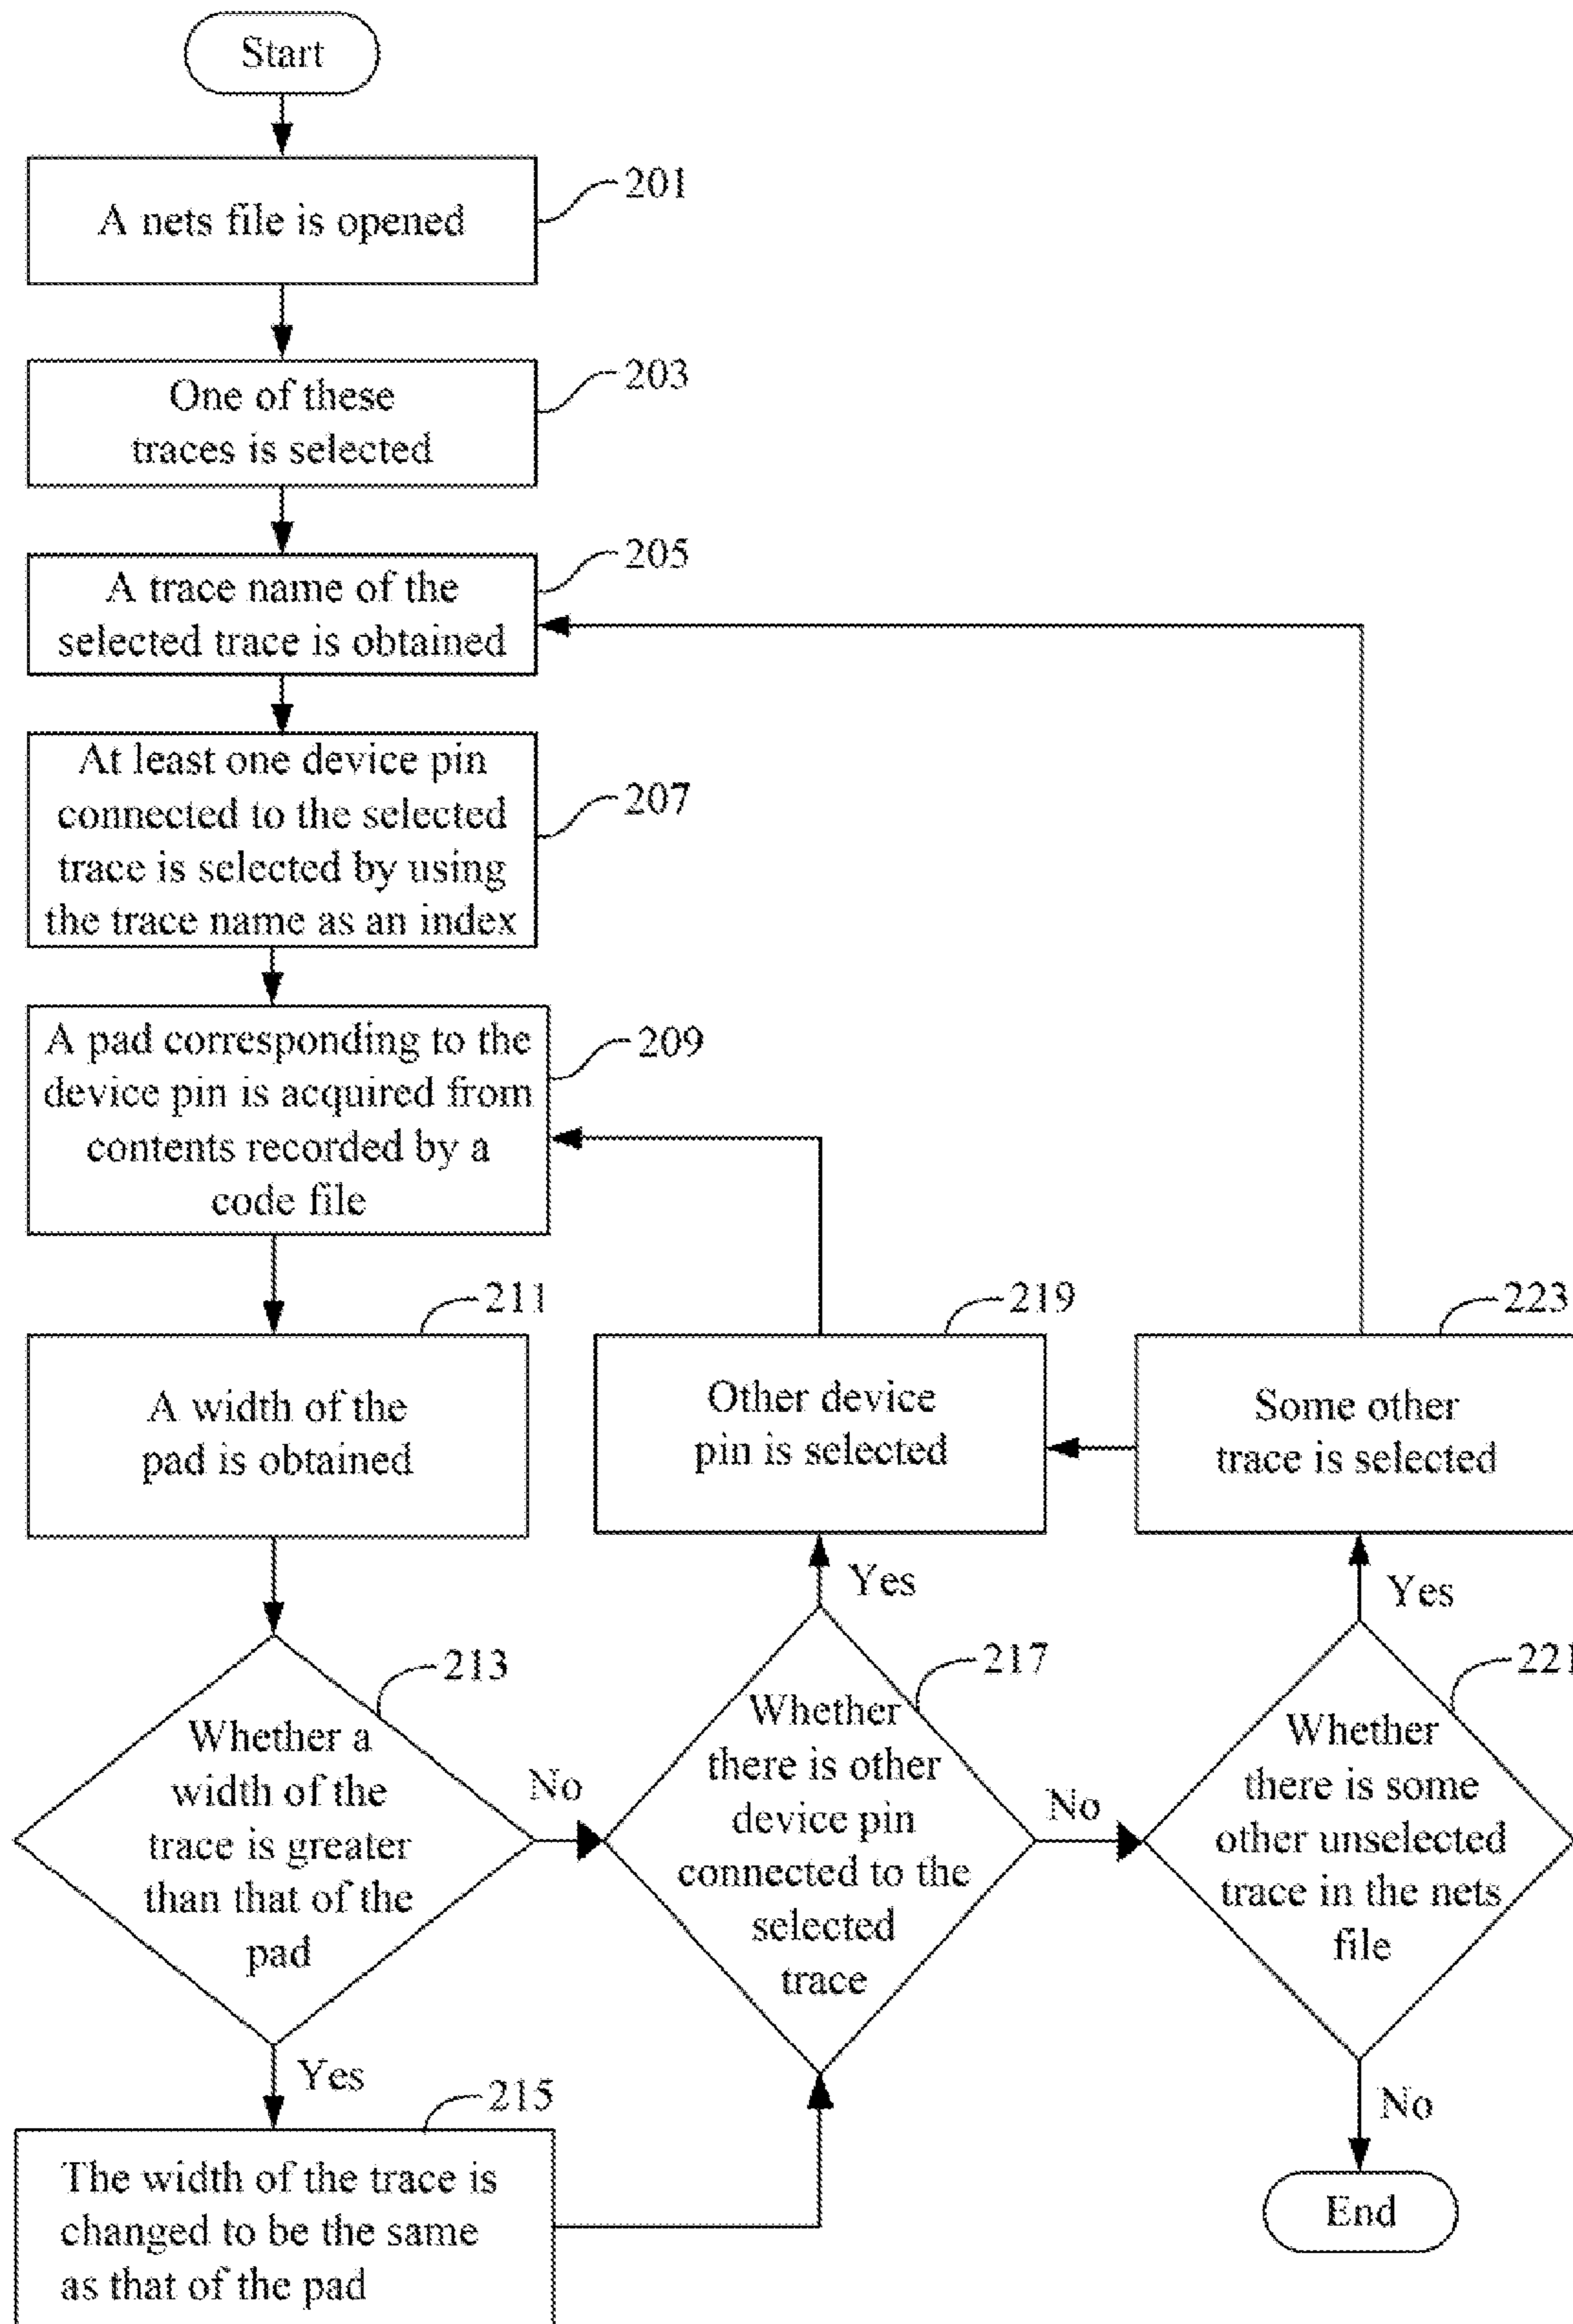 Start
A nets file is opened
201
One of these
traces is selected
203
A trace name of the
selected trace is obtained
205
At least one device pin
connected to the selected
trace is selected by using
the trace name as an index
207
A pad corresponding to the
device pin is acquired from
contents recorded by a
code file
209
A width of the
pad is obtained
211
Other device
pin is selected
219
Some other
trace is selected
223
Yes
Yes
Whether a
width of the
trace is greater
than that of the
pad
213
No
Whether
there is other
device pin
connected to the
selected
trace
217
No
Whether
there is some
other unselected
trace in the nets
file
221
Yes
No
The width of the trace is
changed to be the same
as that of the pad
215
End